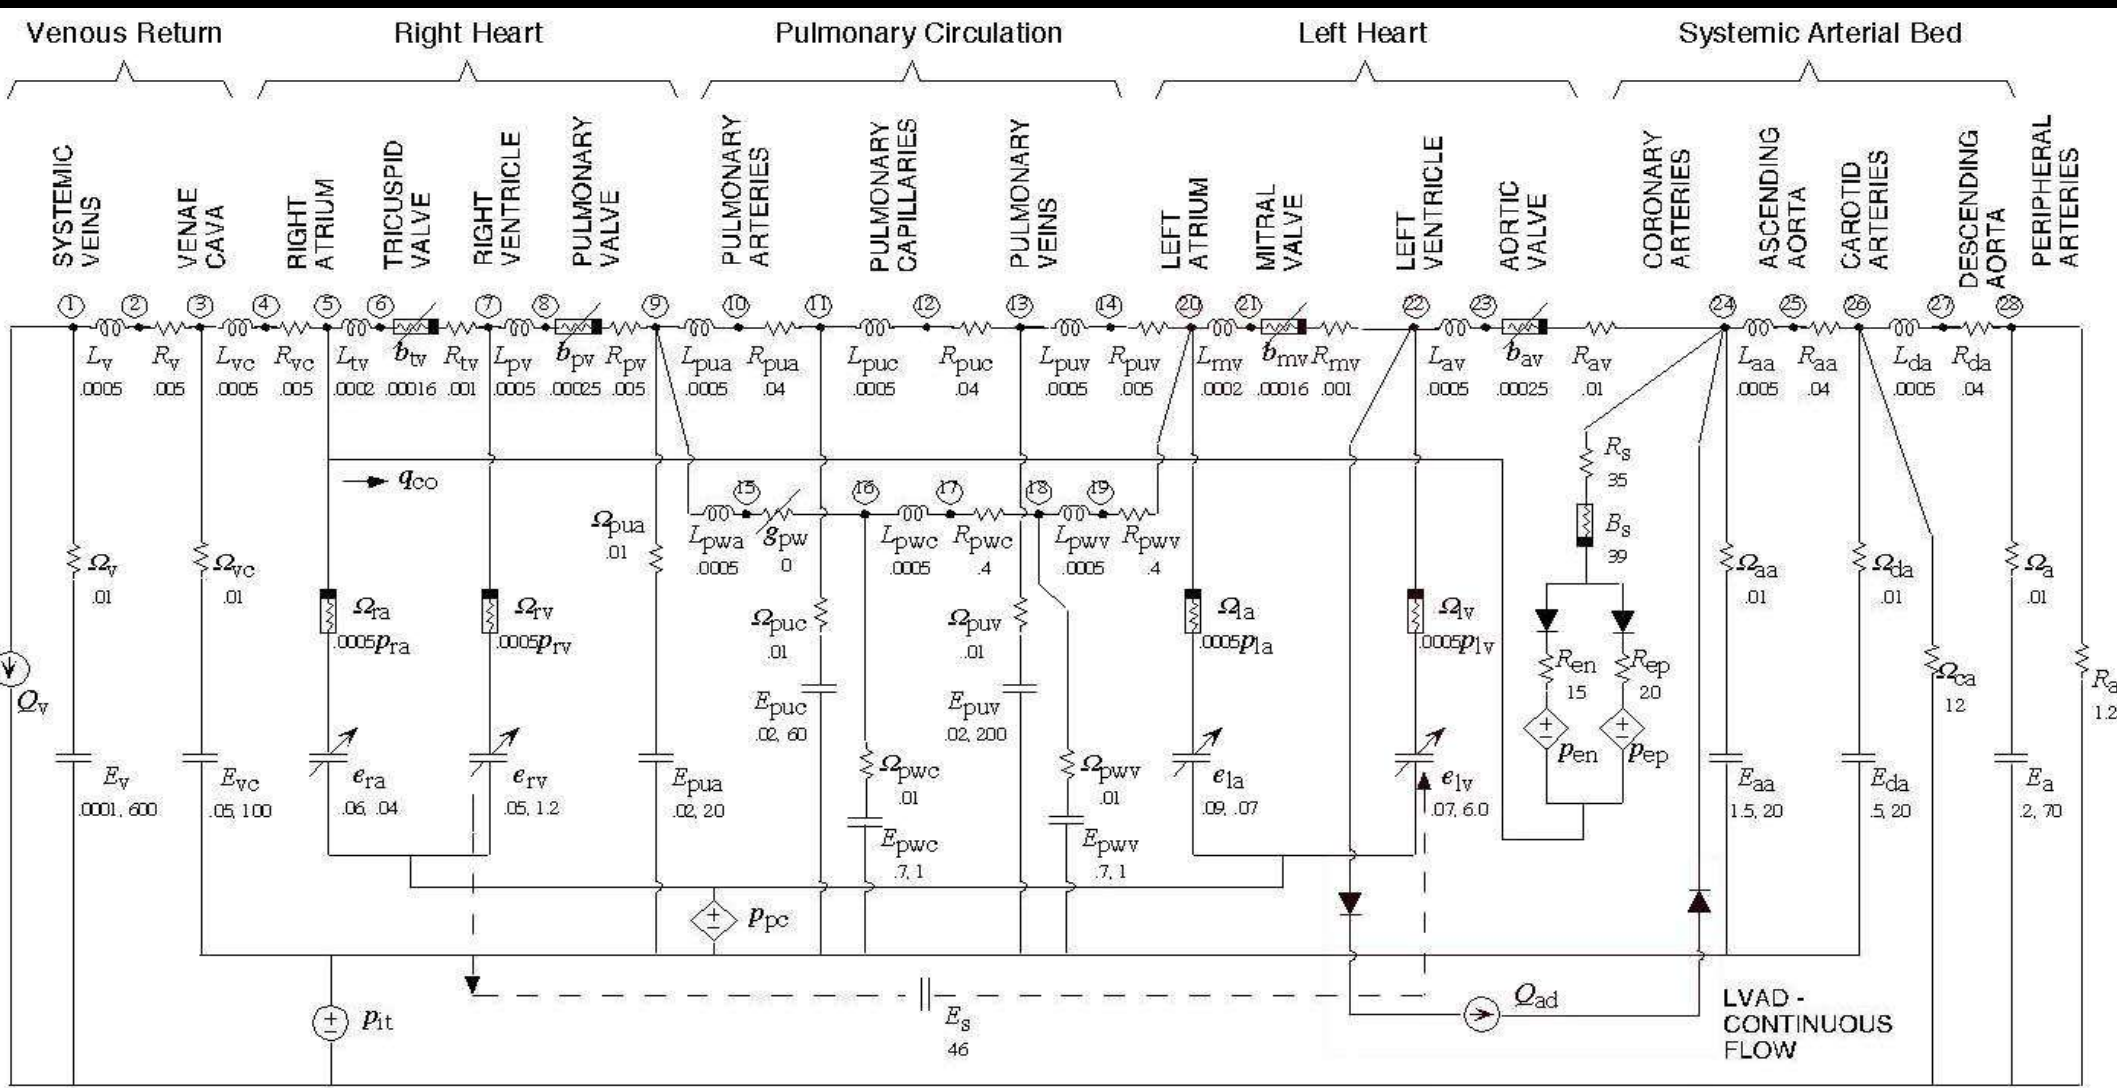 Venous Return
Right Heart
Pulmonary Circulation
Left Heart
Systemic Arterial Bed
SYSTEMIC
VEINS
VENAE
CAVA
RIGHT
ATRIUM
TRICUSPID
VALVE
RIGHT
VENTRICLE
PULMONARY
VALVE
PULMONARY
ARTERIES
PULMONARY
CAPILLARIES
PULMONARY
VEINS
LEFT
ATRIUM
MITRAL
VALVE
LEFT
VENTRICLE
AORTIC
VALVE
CORONARY
ARTERIES
ASCENDING
AORTA
CAROTID
ARTERIES
DESCENDING
AORTA
PERIPHERAL
ARTERIES
1 2 3 4 5 6 7 8 9 10 11 12 13 14 20 21 22 23 24 25 26 27 28
Lv Rv Lvc Rvc Ltv btv Rtv Lpv bpv Rpv Lpua Rpua Lpuc Rpuc Lpuv Rpuv Lmv bmv Rmv Lav bav Rav Laa Raa Lda Rda
.0005 .005 .0005 .005 .0002 .00016 .001 .0005 .00025 .005 .0005 .04 .0005 .04 .0005 .005 .0002 .00016 .001 .0005 .00025 .01 .0005 .04 .0005 .04
qco
Rs
35
15 16 17 18 19
Lpwa gpw Lpwc Rpwc Lpwv Rpwv
.0005 0 .0005 .4 .0005 .4
Bs
39
Ωv
.01
Ωvc
.01
Ωpua
.01
Ωaa
.01
Ωda
.01
Ωa
.01
Ωra
.0005pra
Ωrv
.0005prv
Ωpuc
.01
Ωpuv
.01
Ωla
.0005pla
Ωlv
.0005plv
Ren
15
Rep
20
Ωca
12
Ra
1.2
Qv
Epuc
.02, 60
Epuv
.02, 200
pen
pep
Ev
.0001, 600
Evc
.05, 100
era
.06, .04
erv
.05, 1.2
Epua
.02, 20
Ωpwc
.01
Ωpwv
.01
ela
.09, .07
elv
.07, 6.0
Eaa
1.5, 20
Eda
.5, 20
Ea
.2, 70
Epwc
.7, 1
Epwv
.7, 1
ppc
pit
Es
46
Qad
LVAD -
CONTINUOUS
FLOW